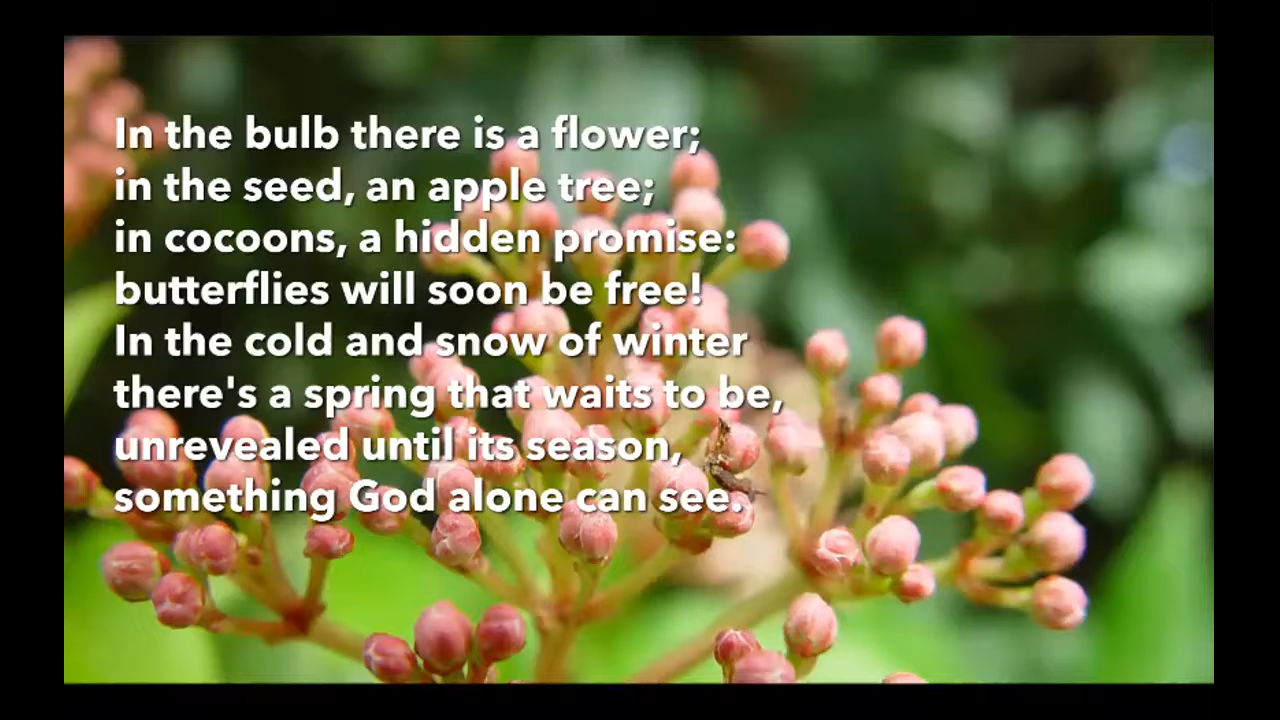 In the bulb there is a flower;
in the seed, an apple tree;
in cocoons, a hidden promise:
butterflies will soon be free!
In the cold and snow of winter
there's a spring that waits to be,
unrevealed until its season,
something God alone can see.